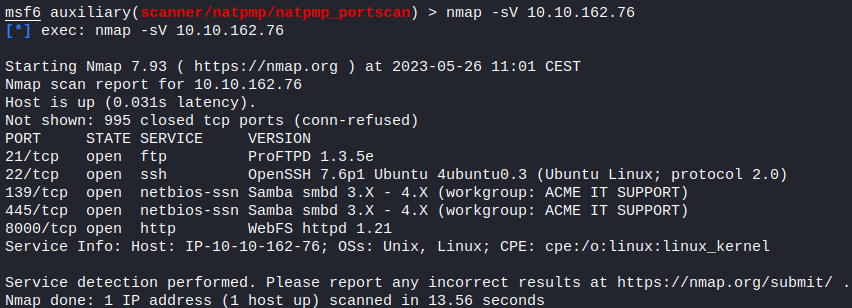 msf6 auxiliary(scanner/natpmp/natpmp_portscan) > nmap -sV 10.10.162.76
[*] exec: nmap -sV 10.10.162.76

Starting Nmap 7.93 ( https://nmap.org ) at 2023-05-26 11:01 CEST
Nmap scan report for 10.10.162.76
Host is up (0.031s latency).
Not shown: 995 closed tcp ports (conn-refused)
PORT     STATE SERVICE     VERSION
21/tcp   open  ftp         ProFTPD 1.3.5e
22/tcp   open  ssh         OpenSSH 7.6p1 Ubuntu 4ubuntu0.3 (Ubuntu Linux; protocol 2.0)
139/tcp  open  netbios-ssn Samba smbd 3.X - 4.X (workgroup: ACME IT SUPPORT)
445/tcp  open  netbios-ssn Samba smbd 3.X - 4.X (workgroup: ACME IT SUPPORT)
8000/tcp open  http        WebFS httpd 1.21
Service Info: Host: IP-10-10-162-76; OSs: Unix, Linux; CPE: cpe:/o:linux:linux_kernel

Service detection performed. Please report any incorrect results at https://nmap.org/submit/ .
Nmap done: 1 IP address (1 host up) scanned in 13.56 seconds